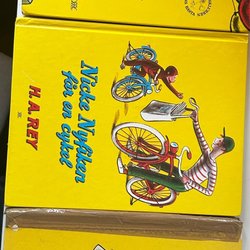 Nicke Nyfiken
får en cykel
H.A. REY